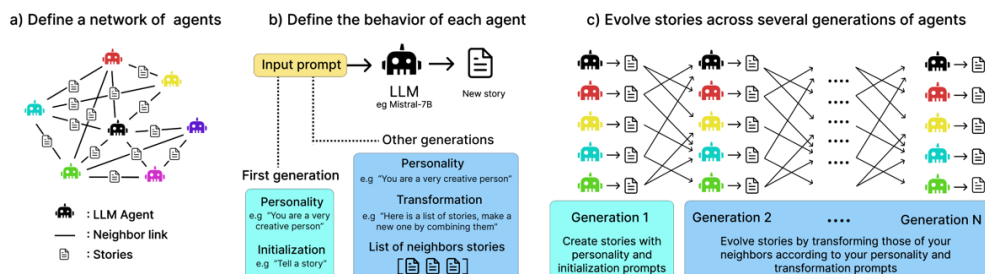 a) Define a network of agents
: LLM Agent
: Neighbor link
: Stories
b) Define the behavior of each agent
Input prompt
LLM
eg Mistral-7B
New story
Other generations
First generation
Personality
e.g "You are a very
creative person"
Initialization
e.g "Tell a story"
Personality
e.g "You are a very creative person"
Transformation
e.g "Here is a list of stories, make a
new one by combining them"
List of neighbors stories
[ ]
c) Evolve stories across several generations of agents
....
....
....
....
....
....
Generation 1
Create stories with
personality and
initialization prompts
Generation 2 .... Generation N
Evolve stories by transforming those of your
neighbors according to your personality and
transformation prompts